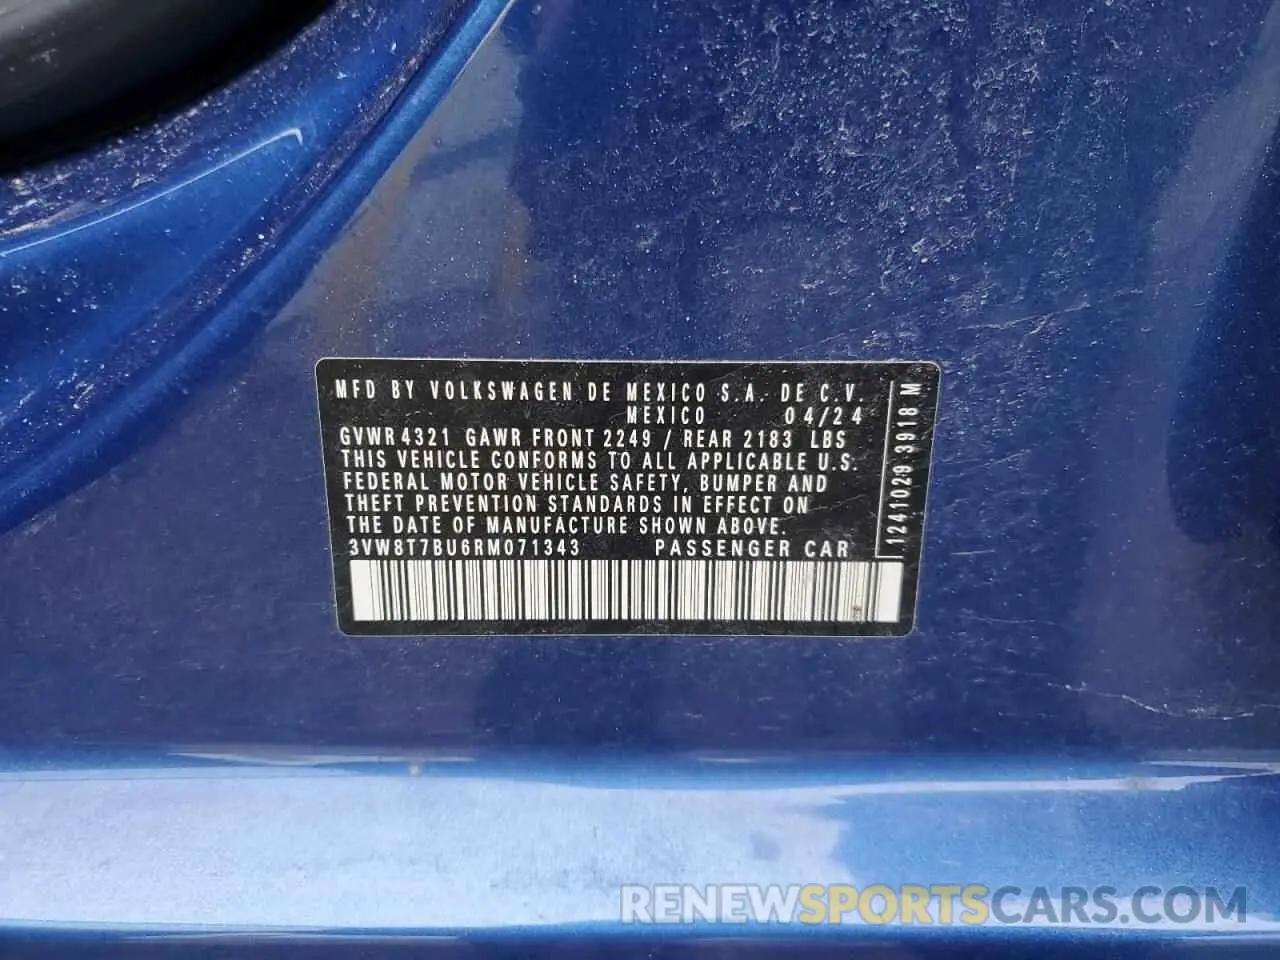 MFD BY VOLKSWAGEN DE MEXICO S.A. DE C.V.
MEXICO 04/24
GVWR 4321 GAWR FRONT 2249 / REAR 2183 LBS
THIS VEHICLE CONFORMS TO ALL APPLICABLE U.S.
FEDERAL MOTOR VEHICLE SAFETY, BUMPER AND
THEFT PREVENTION STANDARDS IN EFFECT ON
THE DATE OF MANUFACTURE SHOWN ABOVE.
3VW8T7BU6RM071343 PASSENGER CAR
1241029 3918 M
RENEWSPORTSCARS.COM